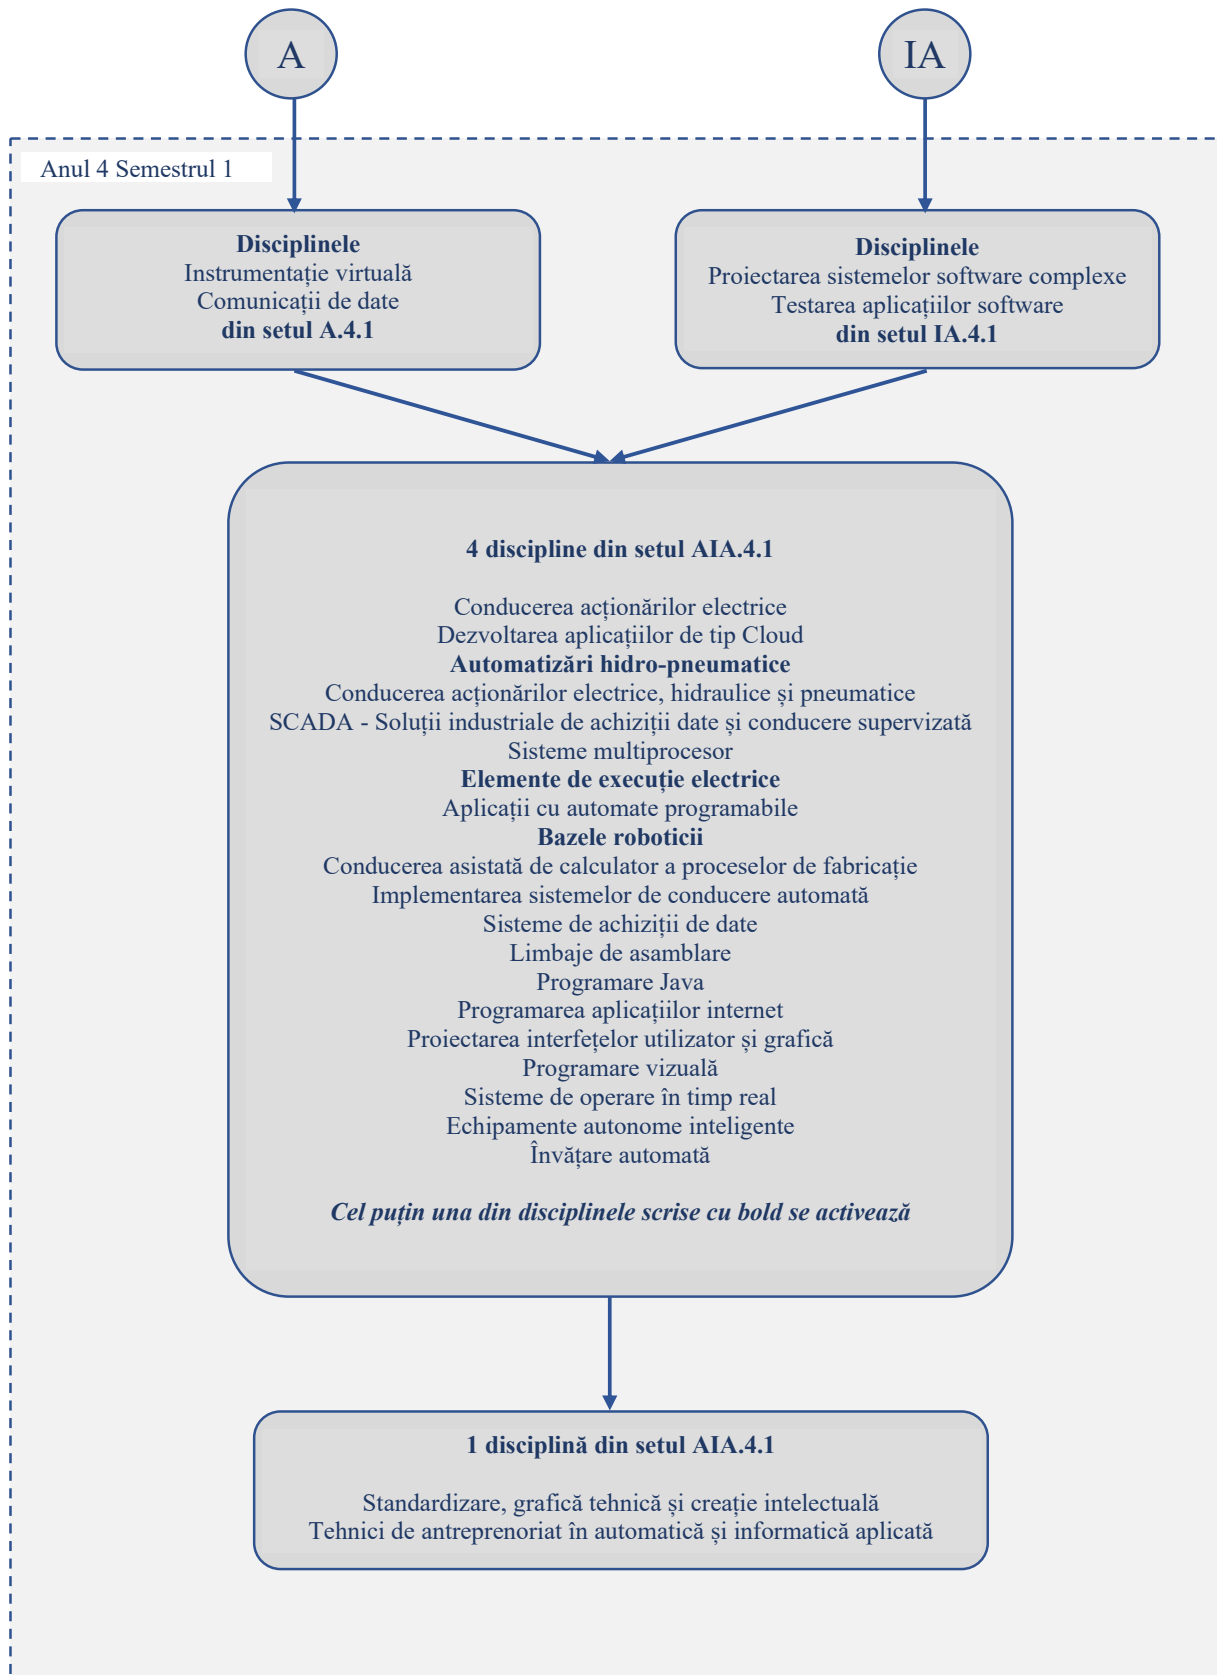 A
IA
Anul 4 Semestrul 1
Disciplinele
Instrumentație virtuală
Comunicații de date
din setul A.4.1
Disciplinele
Proiectarea sistemelor software complexe
Testarea aplicațiilor software
din setul IA.4.1
4 discipline din setul AIA.4.1
Conducerea acționărilor electrice
Dezvoltarea aplicațiilor de tip Cloud
Automatizări hidro-pneumatice
Conducerea acționărilor electrice, hidraulice și pneumatice
SCADA - Soluții industriale de achiziții date și conducere supervizată
Sisteme multiprocesor
Elemente de execuție electrice
Aplicații cu automate programabile
Bazele roboticii
Conducerea asistată de calculator a proceselor de fabricație
Implementarea sistemelor de conducere automată
Sisteme de achiziții de date
Limbaje de asamblare
Programare Java
Programarea aplicațiilor internet
Proiectarea interfețelor utilizator și grafică
Programare vizuală
Sisteme de operare în timp real
Echipamente autonome inteligente
Învățare automată
Cel puțin una din disciplinele scrise cu bold se activează
1 disciplină din setul AIA.4.1
Standardizare, grafică tehnică și creație intelectuală
Tehnici de antreprenoriat în automatică și informatică aplicată